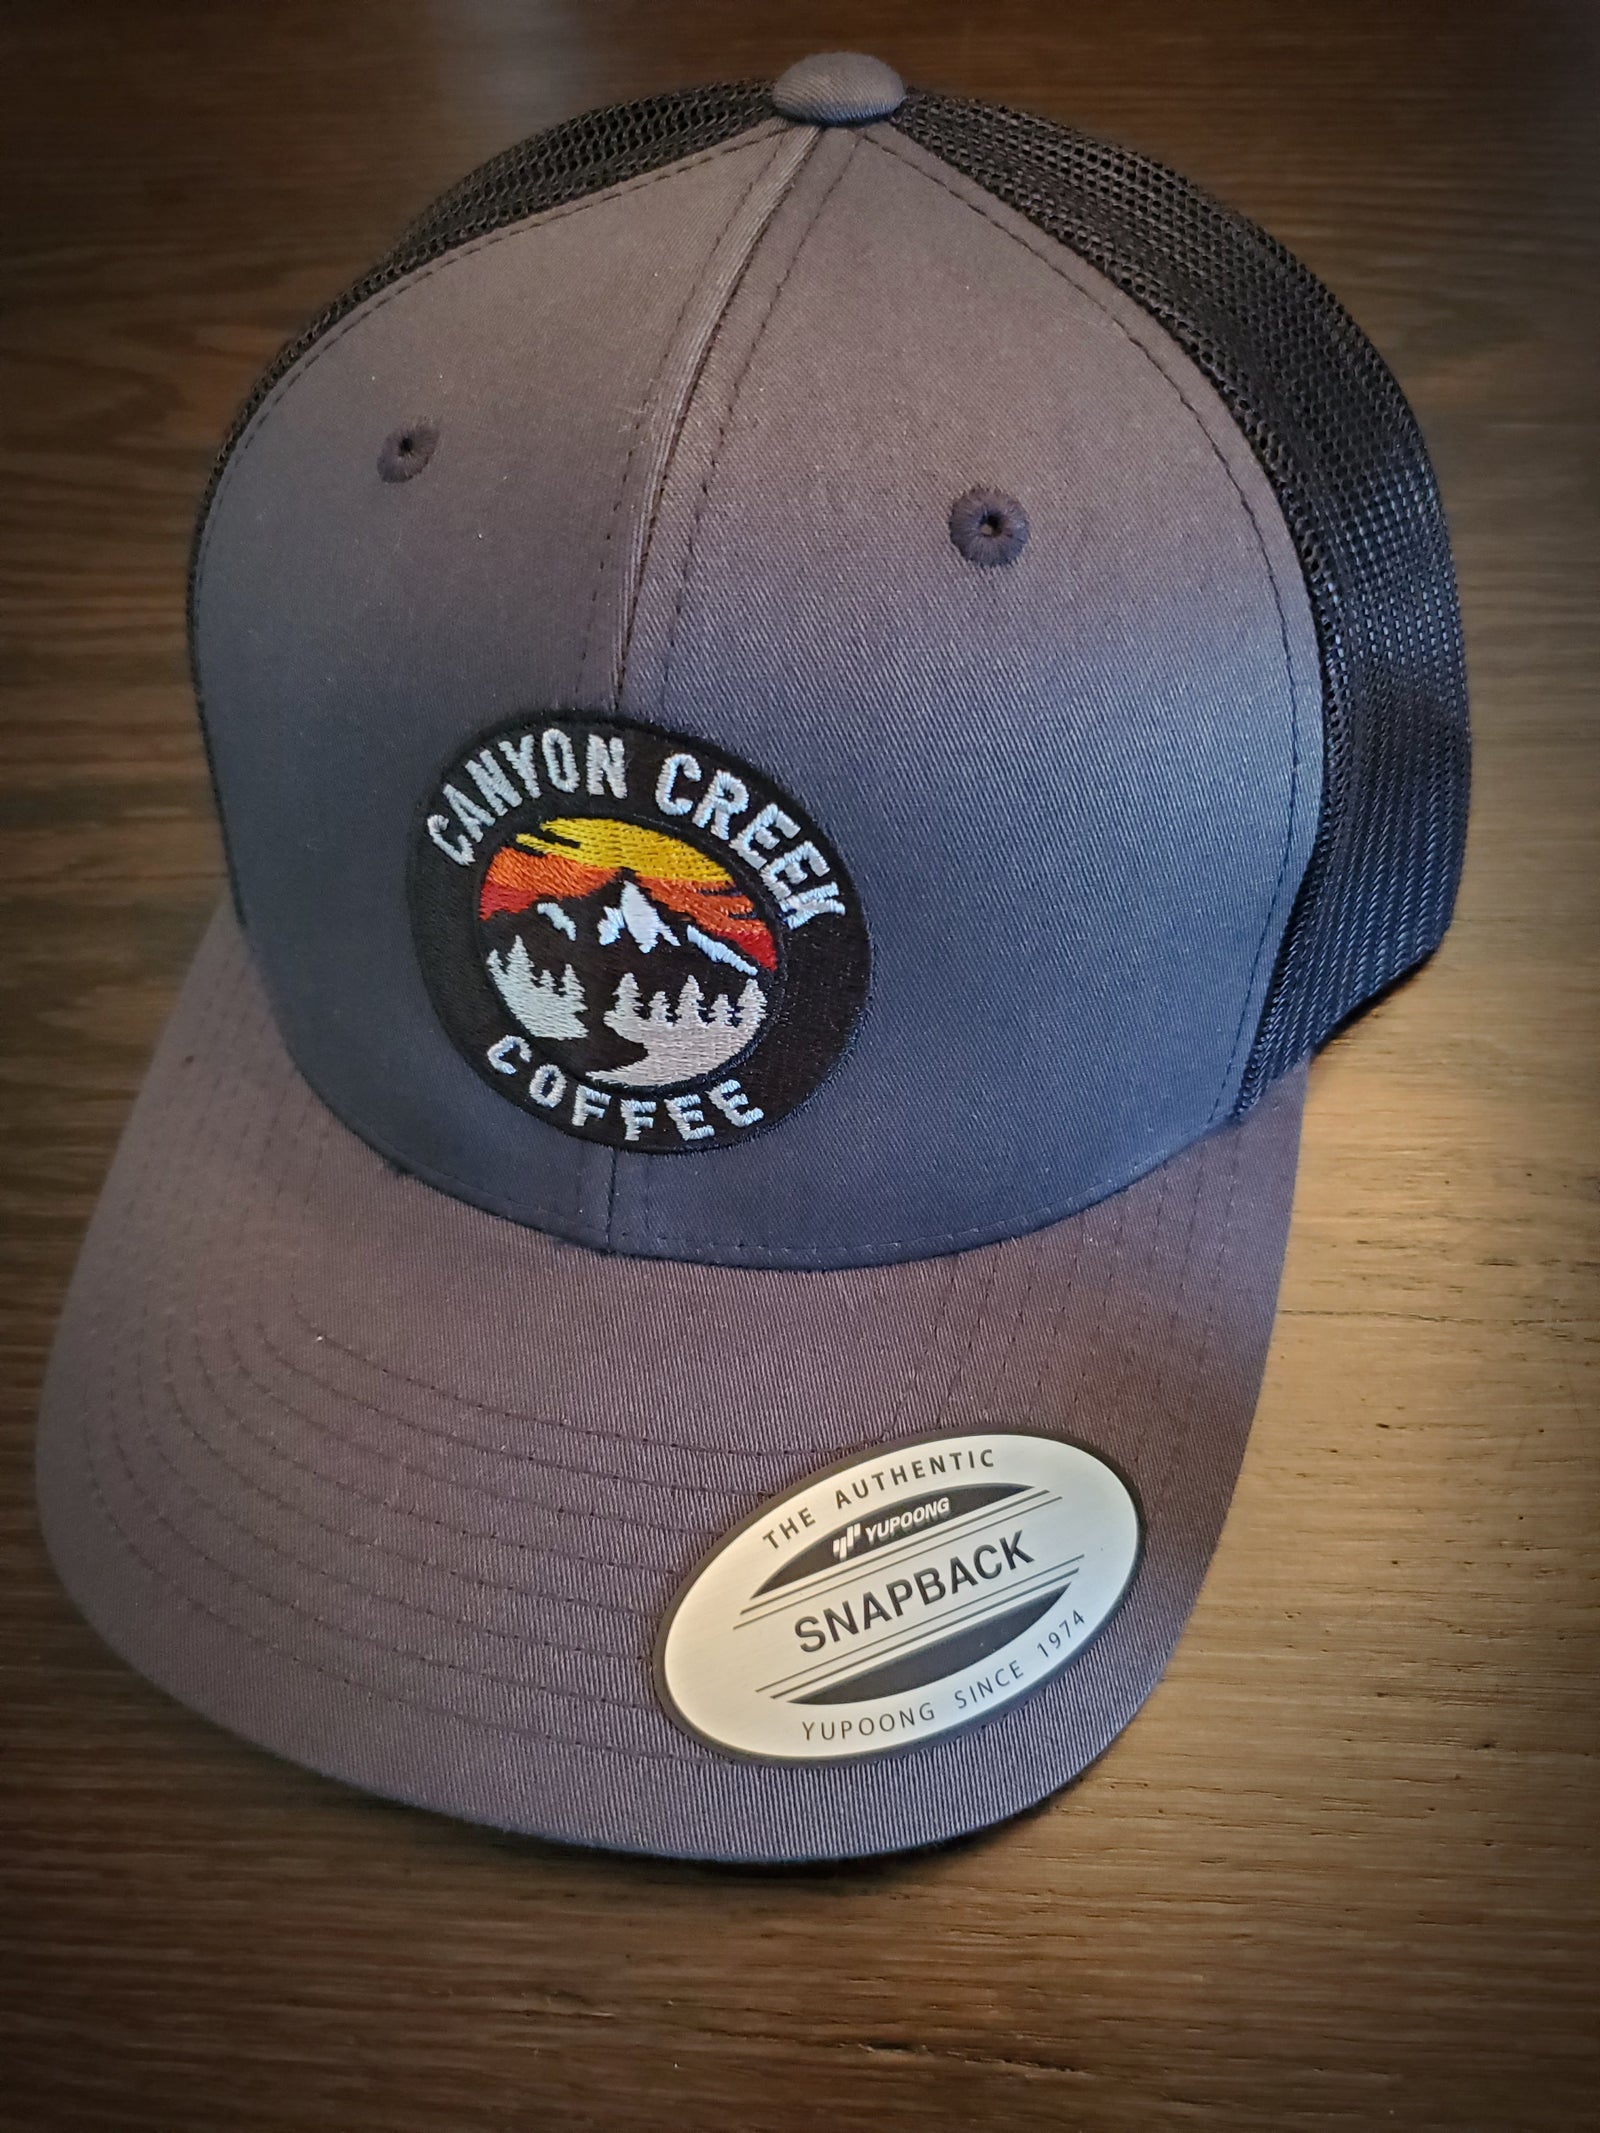 CANYON CREEK
COFFEE
THE AUTHENTIC
YUPOONG
SNAPBACK
YUPOONG SINCE 1974